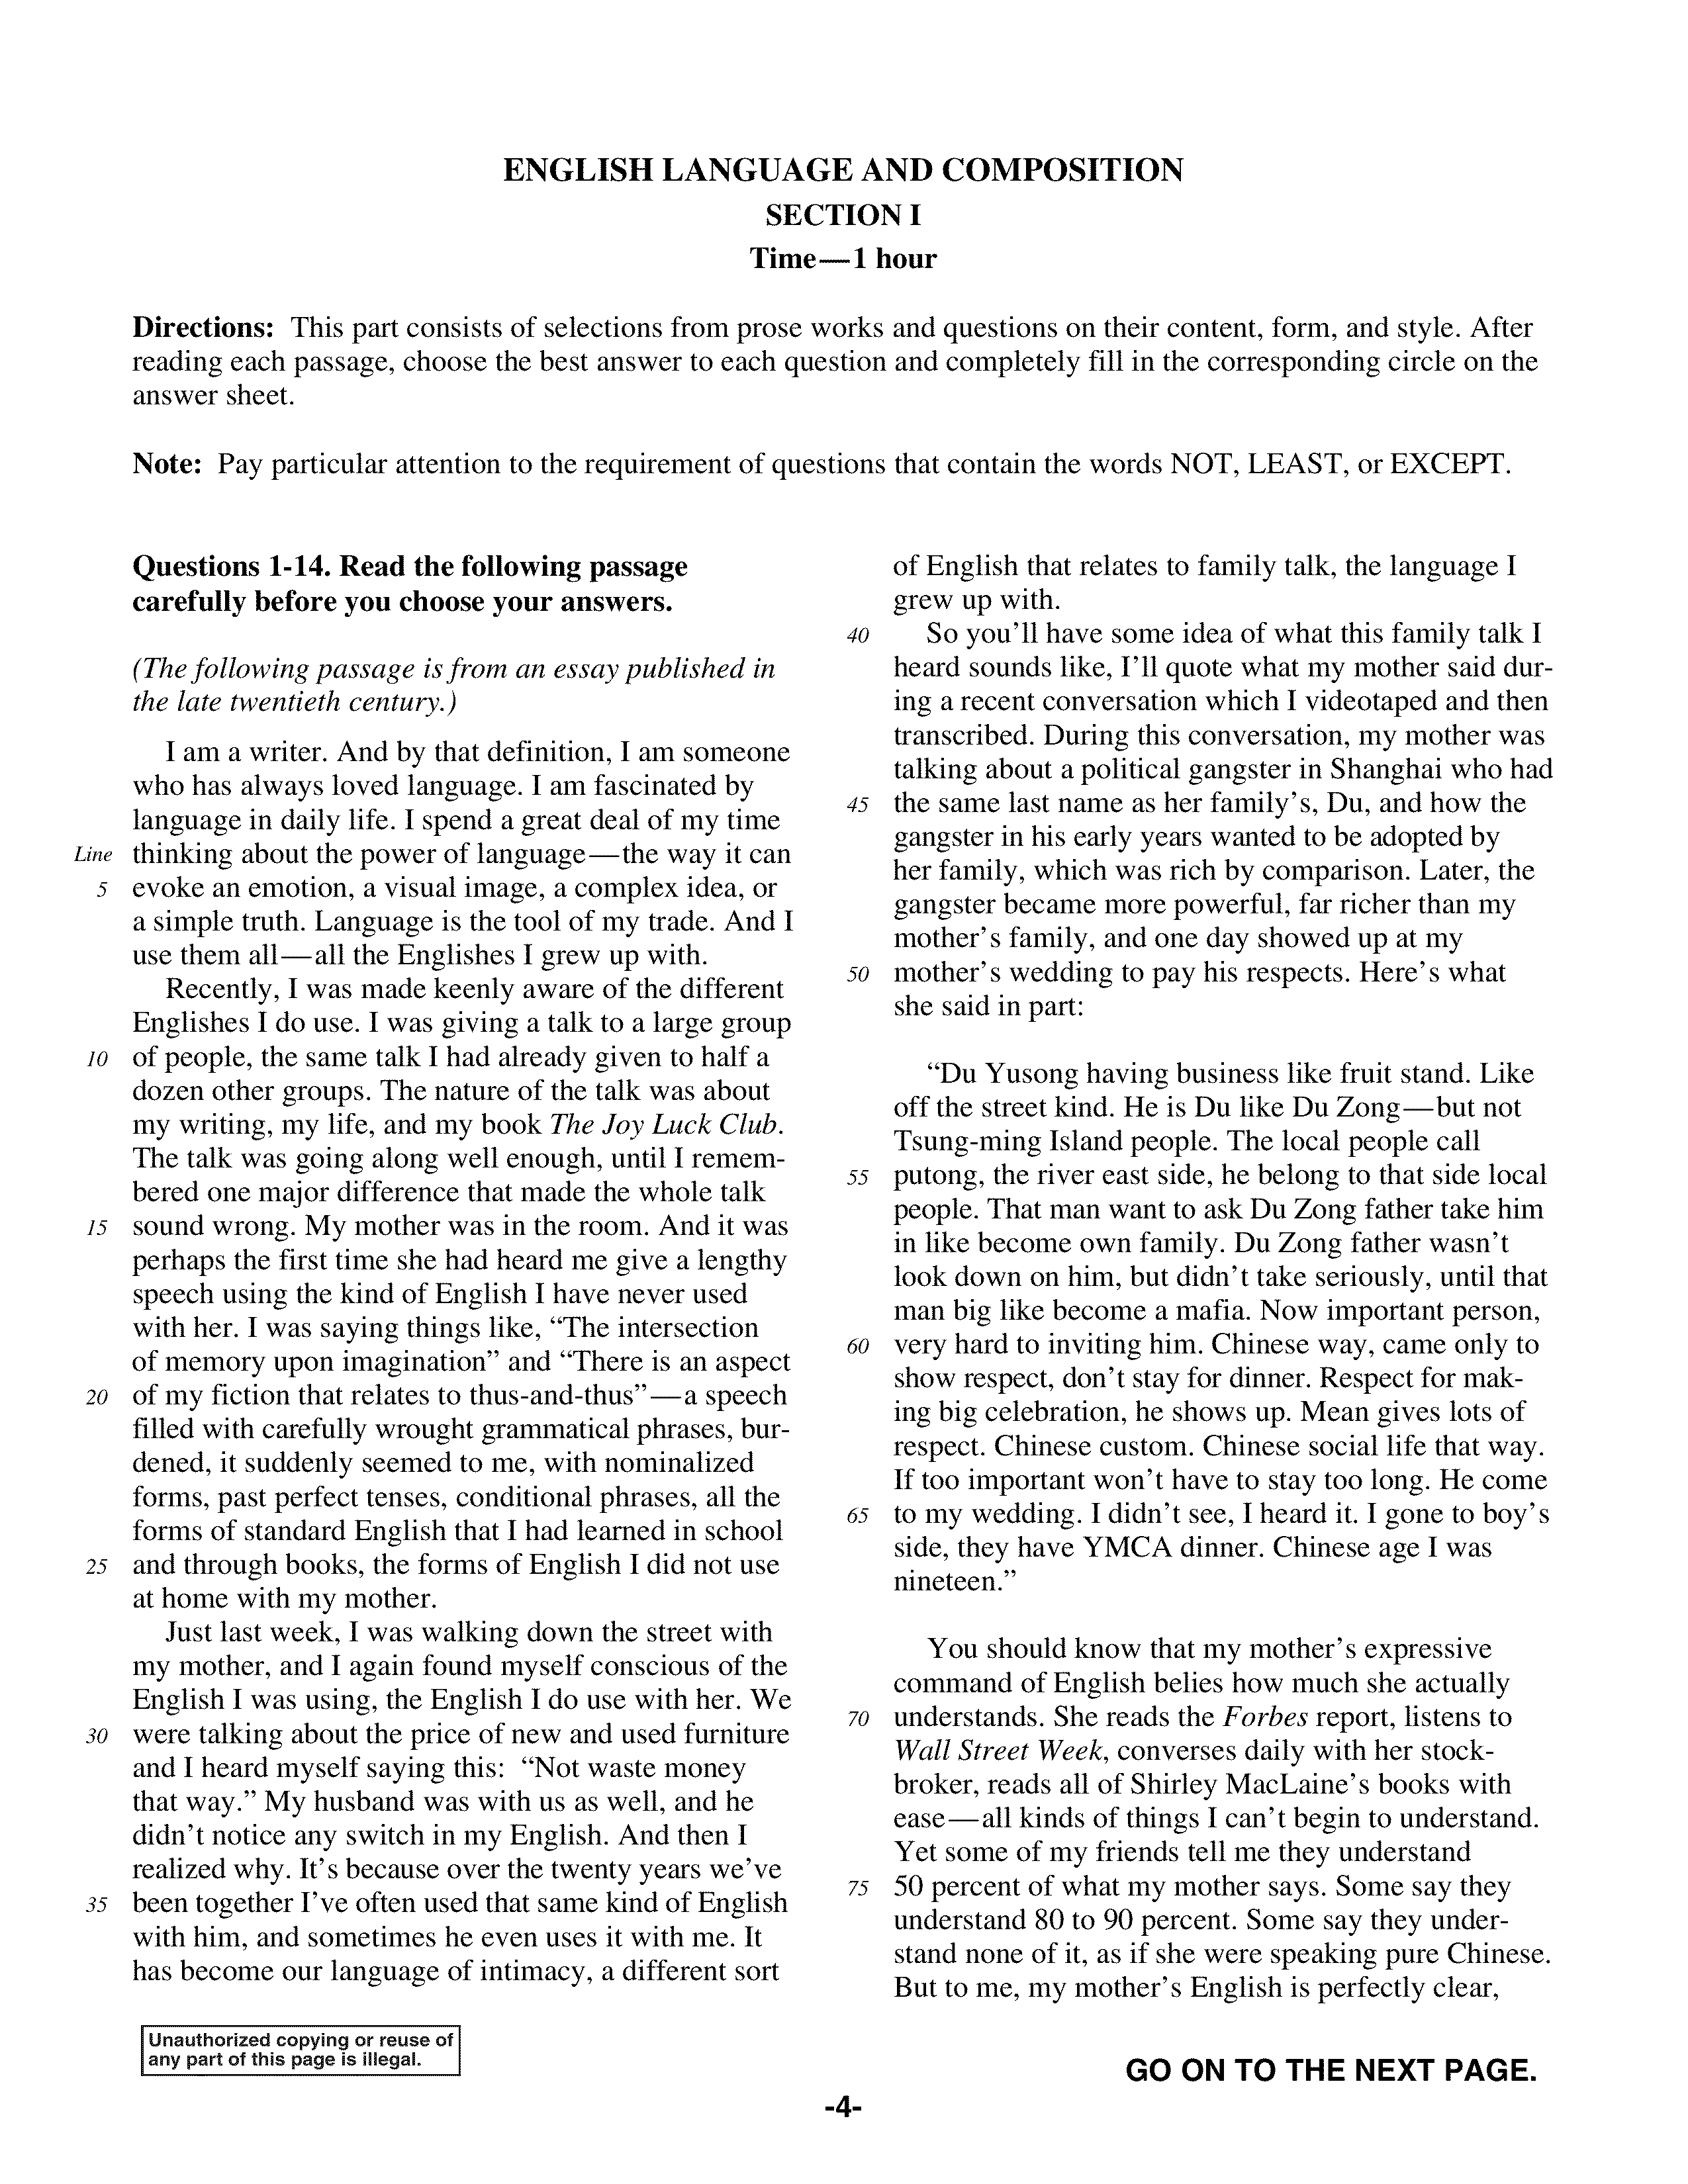 ENGLISH LANGUAGE AND COMPOSITION
SECTION I
Time—1 hour
Directions: This part consists of selections from prose works and questions on their content, form, and style. After
reading each passage, choose the best answer to each question and completely fill in the corresponding circle on the
answer sheet.
Note: Pay particular attention to the requirement of questions that contain the words NOT, LEAST, or EXCEPT.
Questions 1-14. Read the following passage
carefully before you choose your answers.
(The following passage is from an essay published in
the late twentieth century.)
I am a writer. And by that definition, I am someone
who has always loved language. I am fascinated by
language in daily life. I spend a great deal of my time
Line thinking about the power of language—the way it can
5 evoke an emotion, a visual image, a complex idea, or
a simple truth. Language is the tool of my trade. And I
use them all—all the Englishes I grew up with.
Recently, I was made keenly aware of the different
Englishes I do use. I was giving a talk to a large group
10 of people, the same talk I had already given to half a
dozen other groups. The nature of the talk was about
my writing, my life, and my book The Joy Luck Club.
The talk was going along well enough, until I remem-
bered one major difference that made the whole talk
15 sound wrong. My mother was in the room. And it was
perhaps the first time she had heard me give a lengthy
speech using the kind of English I have never used
with her. I was saying things like, “The intersection
of memory upon imagination” and “There is an aspect
20 of my fiction that relates to thus-and-thus”—a speech
filled with carefully wrought grammatical phrases, bur-
dened, it suddenly seemed to me, with nominalized
forms, past perfect tenses, conditional phrases, all the
forms of standard English that I had learned in school
25 and through books, the forms of English I did not use
at home with my mother.
Just last week, I was walking down the street with
my mother, and I again found myself conscious of the
English I was using, the English I do use with her. We
30 were talking about the price of new and used furniture
and I heard myself saying this: “Not waste money
that way.” My husband was with us as well, and he
didn’t notice any switch in my English. And then I
realized why. It’s because over the twenty years we’ve
35 been together I’ve often used that same kind of English
with him, and sometimes he even uses it with me. It
has become our language of intimacy, a different sort
of English that relates to family talk, the language I
grew up with.
40 So you’ll have some idea of what this family talk I
heard sounds like, I’ll quote what my mother said dur-
ing a recent conversation which I videotaped and then
transcribed. During this conversation, my mother was
talking about a political gangster in Shanghai who had
45 the same last name as her family’s, Du, and how the
gangster in his early years wanted to be adopted by
her family, which was rich by comparison. Later, the
gangster became more powerful, far richer than my
mother’s family, and one day showed up at my
50 mother’s wedding to pay his respects. Here’s what
she said in part:
“Du Yusong having business like fruit stand. Like
off the street kind. He is Du like Du Zong—but not
Tsung-ming Island people. The local people call
55 putong, the river east side, he belong to that side local
people. That man want to ask Du Zong father take him
in like become own family. Du Zong father wasn’t
look down on him, but didn’t take seriously, until that
man big like become a mafia. Now important person,
60 very hard to inviting him. Chinese way, came only to
show respect, don’t stay for dinner. Respect for mak-
ing big celebration, he shows up. Mean gives lots of
respect. Chinese custom. Chinese social life that way.
If too important won’t have to stay too long. He come
65 to my wedding. I didn’t see, I heard it. I gone to boy’s
side, they have YMCA dinner. Chinese age I was
nineteen.”
You should know that my mother’s expressive
command of English belies how much she actually
70 understands. She reads the Forbes report, listens to
Wall Street Week, converses daily with her stock-
broker, reads all of Shirley MacLaine’s books with
ease—all kinds of things I can’t begin to understand.
Yet some of my friends tell me they understand
75 50 percent of what my mother says. Some say they
understand 80 to 90 percent. Some say they under-
stand none of it, as if she were speaking pure Chinese.
But to me, my mother’s English is perfectly clear,
Unauthorized copying or reuse of
any part of this page is illegal.
GO ON TO THE NEXT PAGE.
-4-